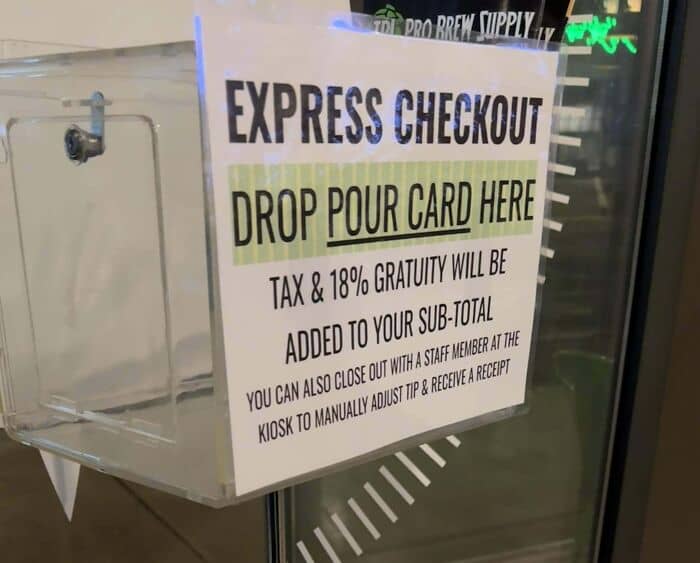 PRO BREW SUPPLY
EXPRESS CHECKOUT
DROP POUR CARD HERE
TAX & 18% GRATUITY WILL BE
ADDED TO YOUR SUB-TOTAL
YOU CAN ALSO CLOSE OUT WITH A STAFF MEMBER AT THE
KIOSK TO MANUALLY ADJUST TIP & RECEIVE A RECEIPT